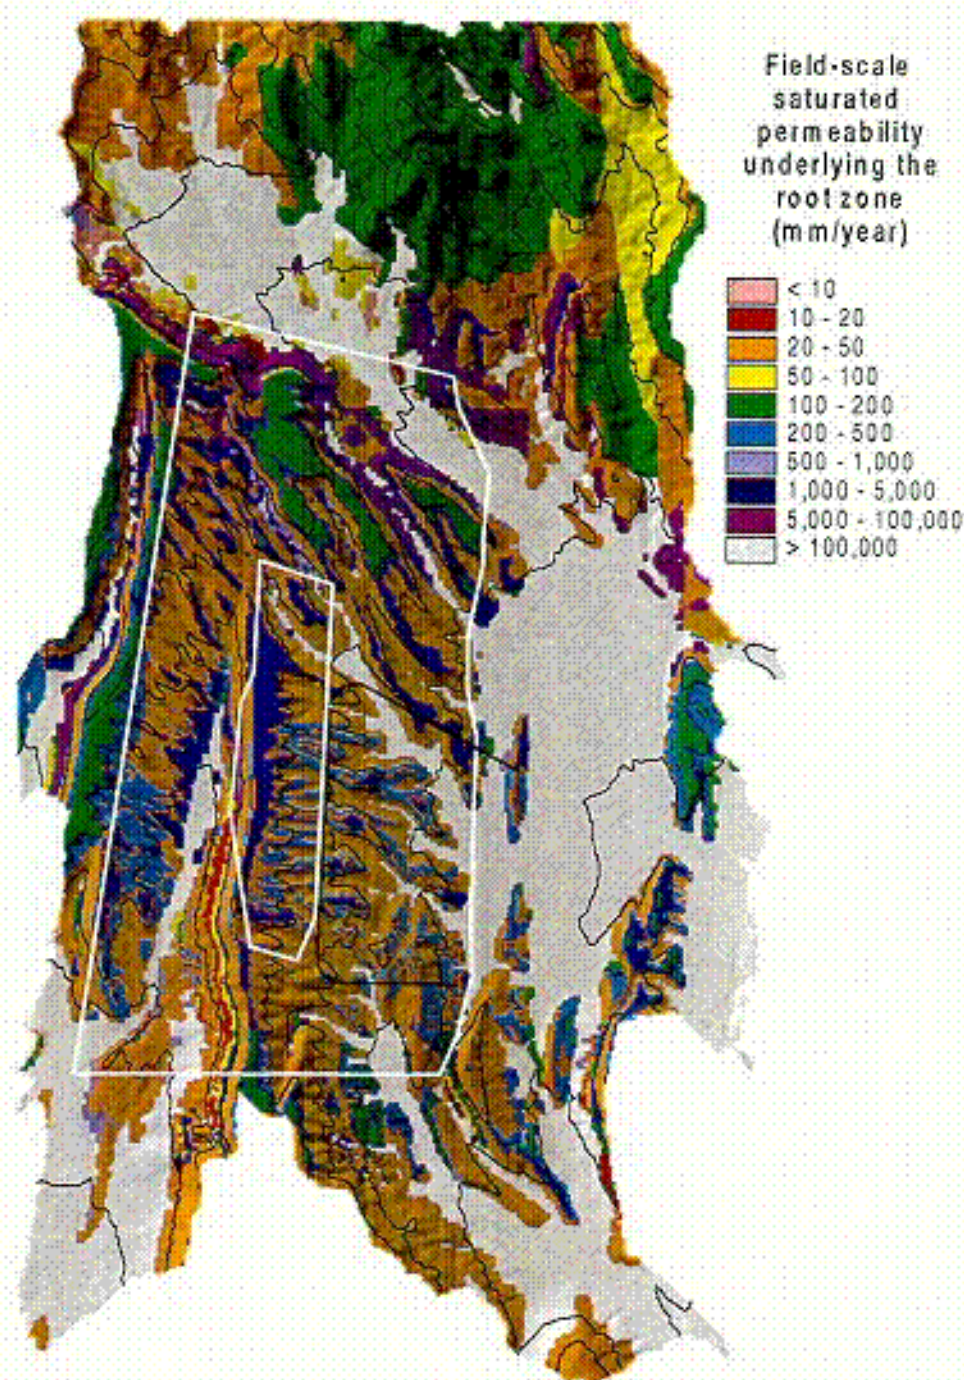 Field-scale
saturated
permeability
underlying the
root zone
(mm/year)
< 10
10 - 20
20 - 50
50 - 100
100 - 200
200 - 500
500 - 1,000
1,000 - 5,000
5,000 - 100,000
> 100,000